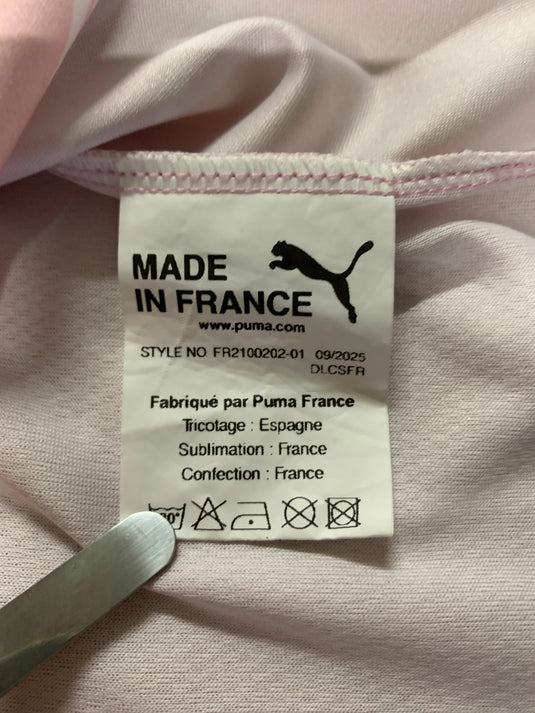 MADE
IN FRANCE
www.puma.com
STYLE NO. FR2100202-01 09/2025
DLCSFR
Fabriqué par Puma France
Tricotage : Espagne
Sublimation : France
Confection : France